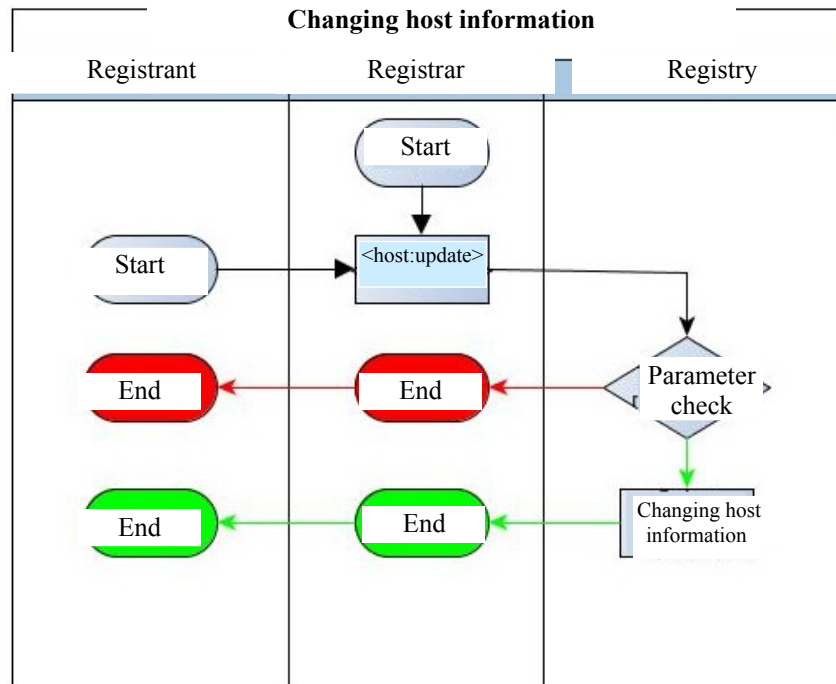 Changing host information
Registrant
Registrar
Registry
Start
Start
<host:update>
End
End
Parameter
check
End
End
Changing host
information